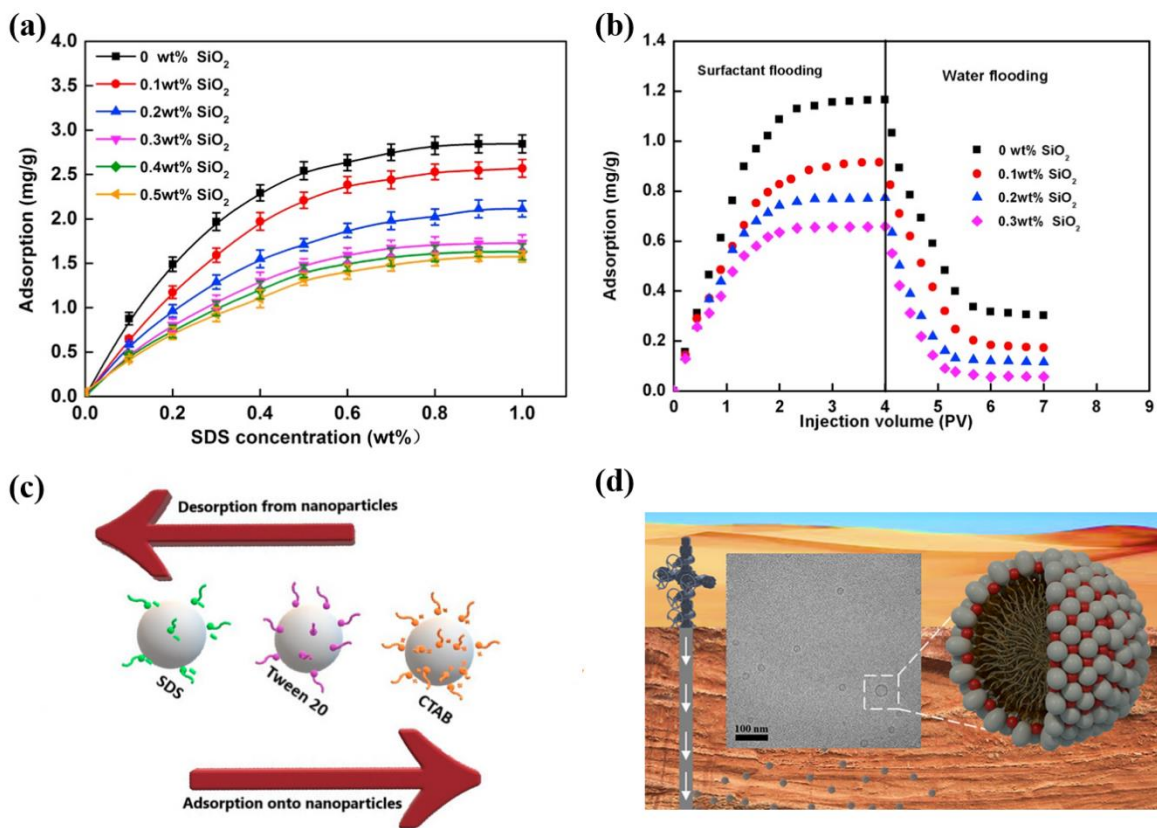 (a)
4.0
3.5
3.0
2.5
2.0
1.5
1.0
0.5
0.0
Adsorption (mg/g)
0 wt% SiO2
0.1wt% SiO2
0.2wt% SiO2
0.3wt% SiO2
0.4wt% SiO2
0.5wt% SiO2
0.0 0.2 0.4 0.6 0.8 1.0
SDS concentration (wt%)
(b)
1.4
1.2
1.0
0.8
0.6
0.4
0.2
0.0
Adsorption (mg/g)
Surfactant flooding
Water flooding
0 wt% SiO2
0.1wt% SiO2
0.2wt% SiO2
0.3wt% SiO2
0 1 2 3 4 5 6 7 8 9
Injection volume (PV)
(c)
Desorption from nanoparticles
SDS
Tween 20
CTAB
Adsorption onto nanoparticles
(d)
100 nm